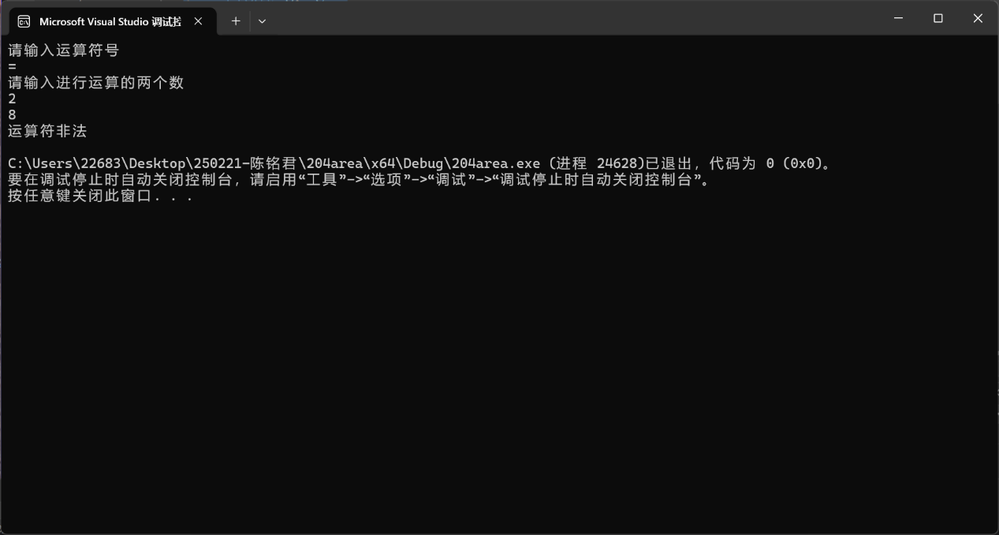 Microsoft Visual Studio 调试控
请输入运算符号
=
请输入进行运算的两个数
2
8
运算符非法
C:\Users\22683\Desktop\250221-陈铭君\204area\x64\Debug\204area.exe (进程 24628)已退出，代码为 0 (0x0)。
要在调试停止时自动关闭控制台，请启用“工具”->“选项”->“调试”->“调试停止时自动关闭控制台”。
按任意键关闭此窗口. . .